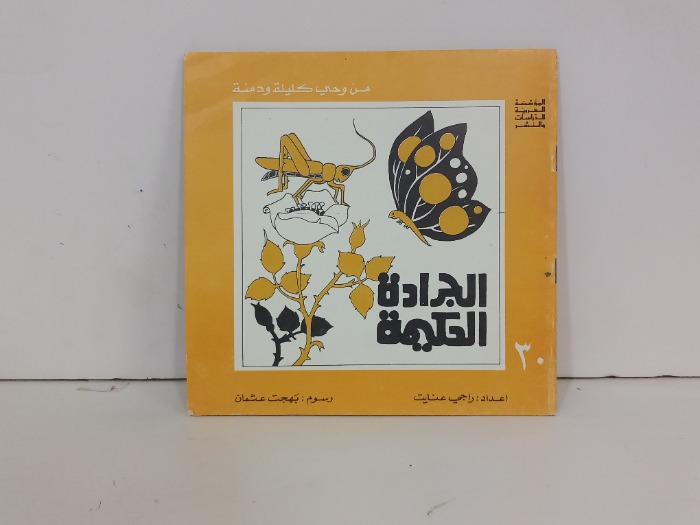 من وحي كليلة ودمنة
المؤسسة
العربية
للدراسات
والنشر
الجرادة
الحكيمة
٣٠
اعداد : راجي عنايت
رسوم : بهجت عثمان